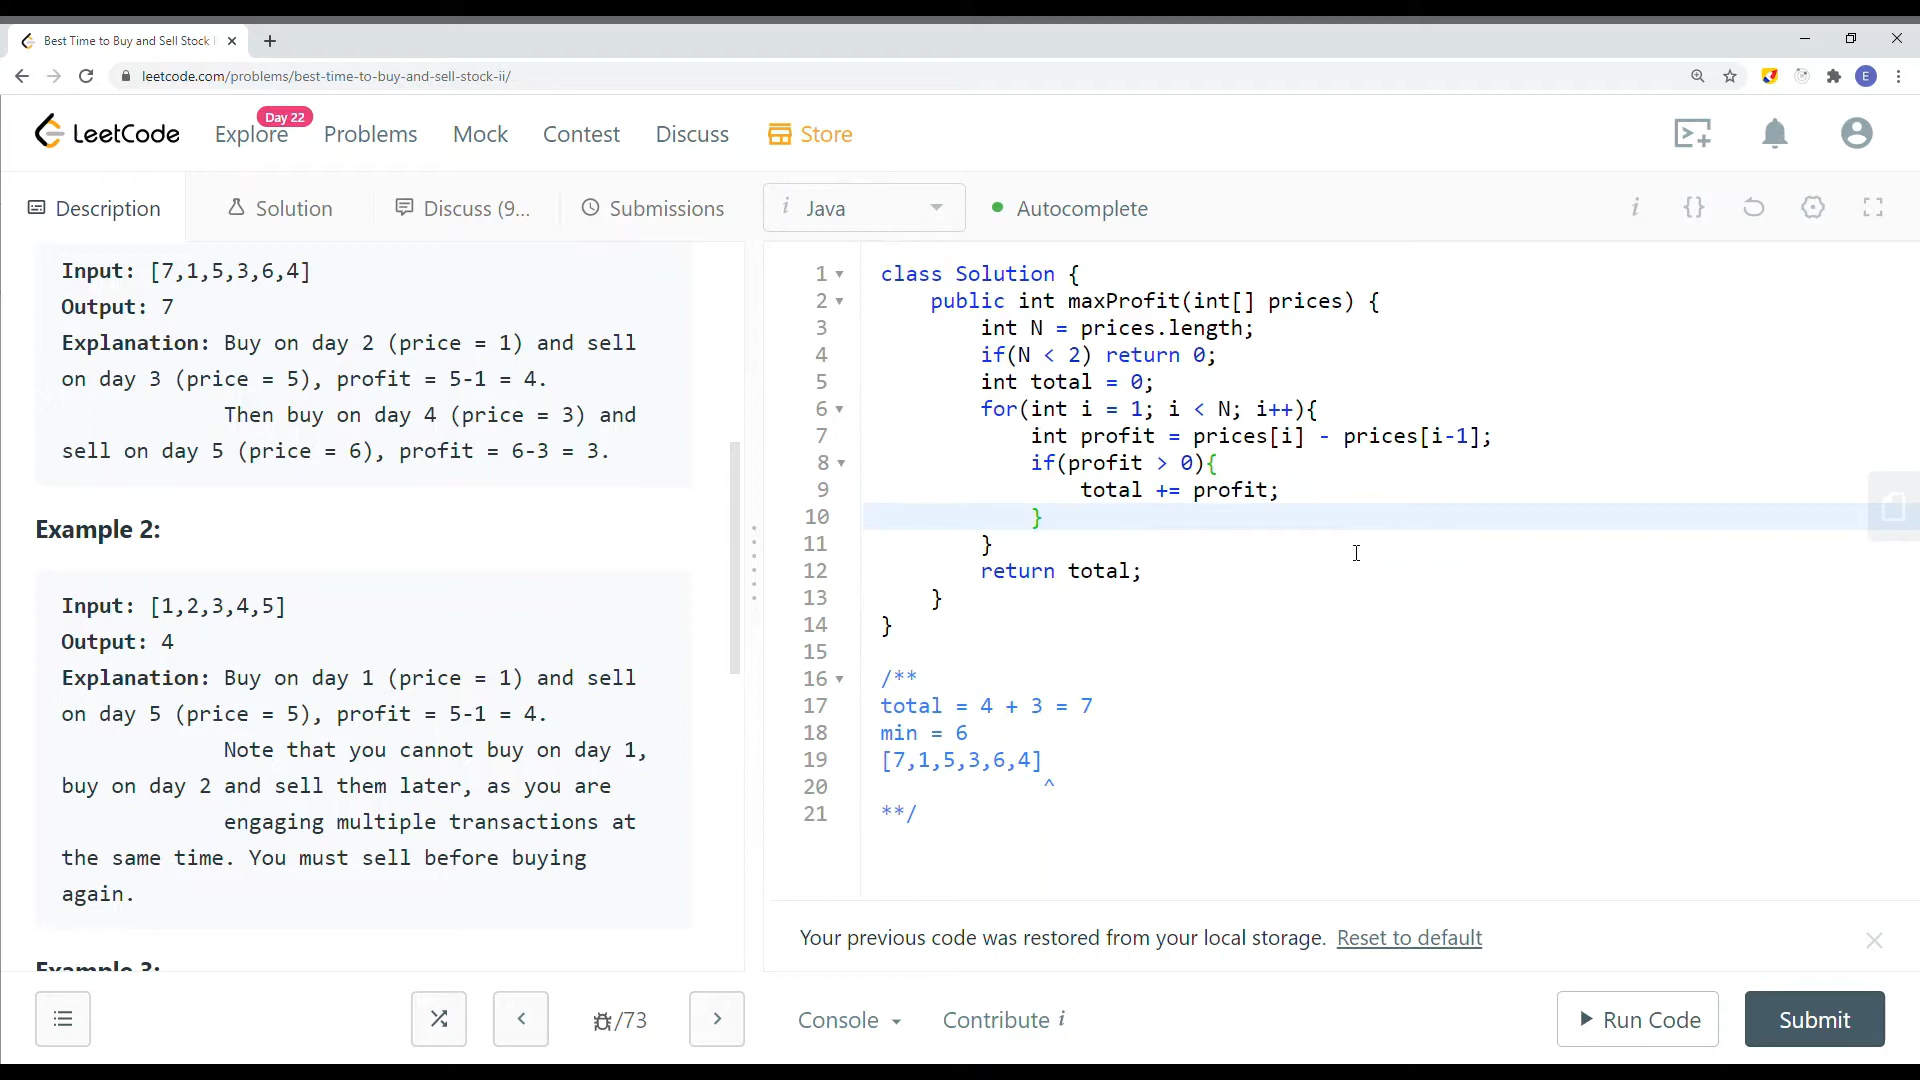 Best Time to Buy and Sell Stock
leetcode.com/problems/best-time-to-buy-and-sell-stock-ii/
E
LeetCode
Explore
Day 22
Problems
Mock
Contest
Discuss
Store
Description
Solution
Discuss (9...
Submissions
i Java
Autocomplete
i
{}
Input: [7,1,5,3,6,4]
Output: 7
Explanation: Buy on day 2 (price = 1) and sell
on day 3 (price = 5), profit = 5-1 = 4.
Then buy on day 4 (price = 3) and
sell on day 5 (price = 6), profit = 6-3 = 3.
Example 2:
Input: [1,2,3,4,5]
Output: 4
Explanation: Buy on day 1 (price = 1) and sell
on day 5 (price = 5), profit = 5-1 = 4.
Note that you cannot buy on day 1,
buy on day 2 and sell them later, as you are
engaging multiple transactions at
the same time. You must sell before buying
again.
Example 3:
1 class Solution {
2 public int maxProfit(int[] prices) {
3 int N = prices.length;
4 if(N < 2) return 0;
5 int total = 0;
6 for(int i = 1; i < N; i++){
7 int profit = prices[i] - prices[i-1];
8 if(profit > 0){
9 total += profit;
10 }
11 }
12 return total;
13 }
14 }
15
16 /**
17 total = 4 + 3 = 7
18 min = 6
19 [7,1,5,3,6,4]
20 ^
21 **/
Your previous code was restored from your local storage. Reset to default
/73
Console
Contribute i
Run Code
Submit